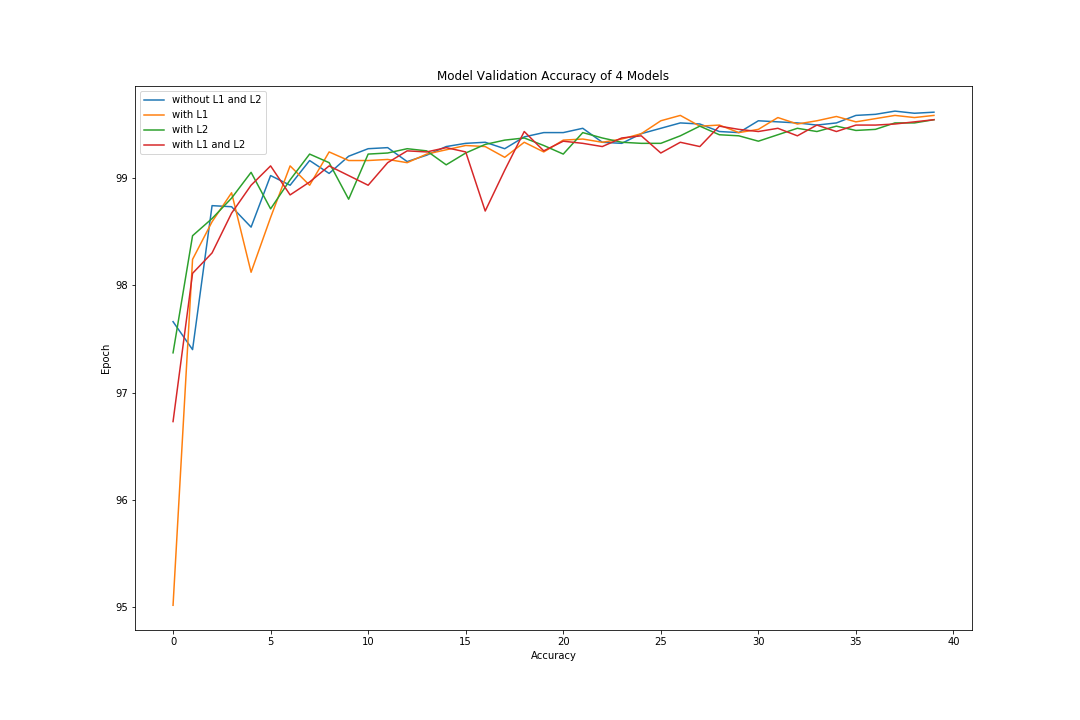 Model Validation Accuracy of 4 Models
without L1 and L2
with L1
with L2
with L1 and L2
99
98
97
96
95
Epoch
0 5 10 15 20 25 30 35 40
Accuracy